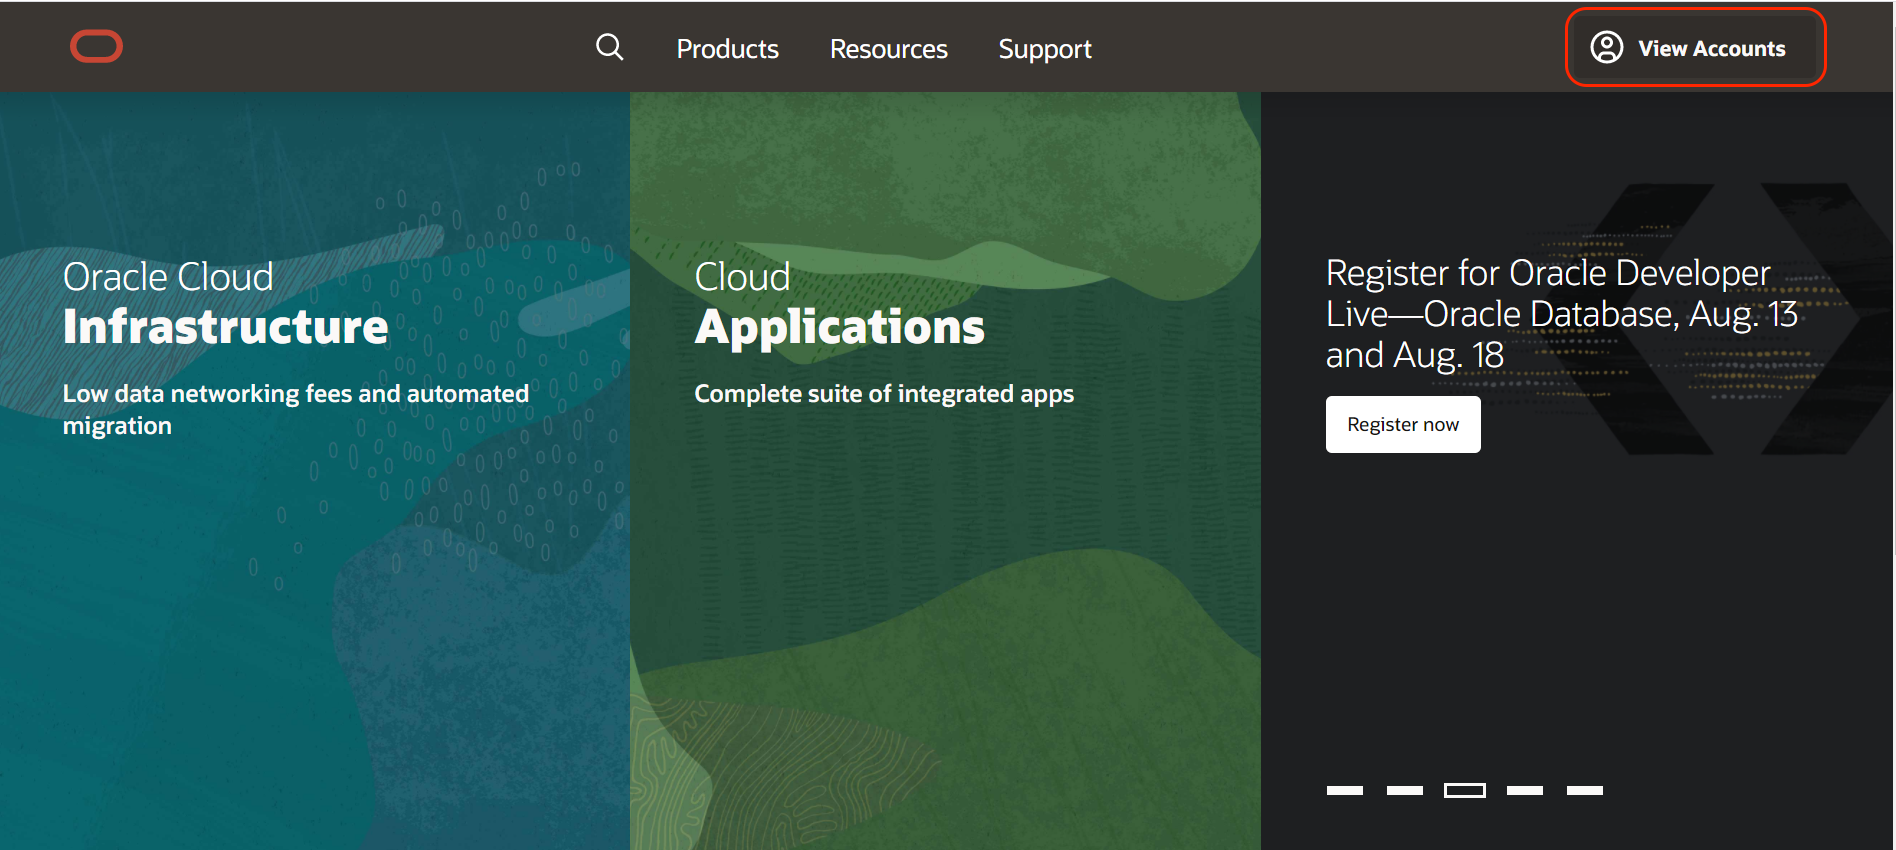 Products
Resources
Support
View Accounts
Oracle Cloud
Infrastructure
Low data networking fees and automated
migration
Cloud
Applications
Complete suite of integrated apps
Register for Oracle Developer
Live—Oracle Database, Aug. 13
and Aug. 18
Register now